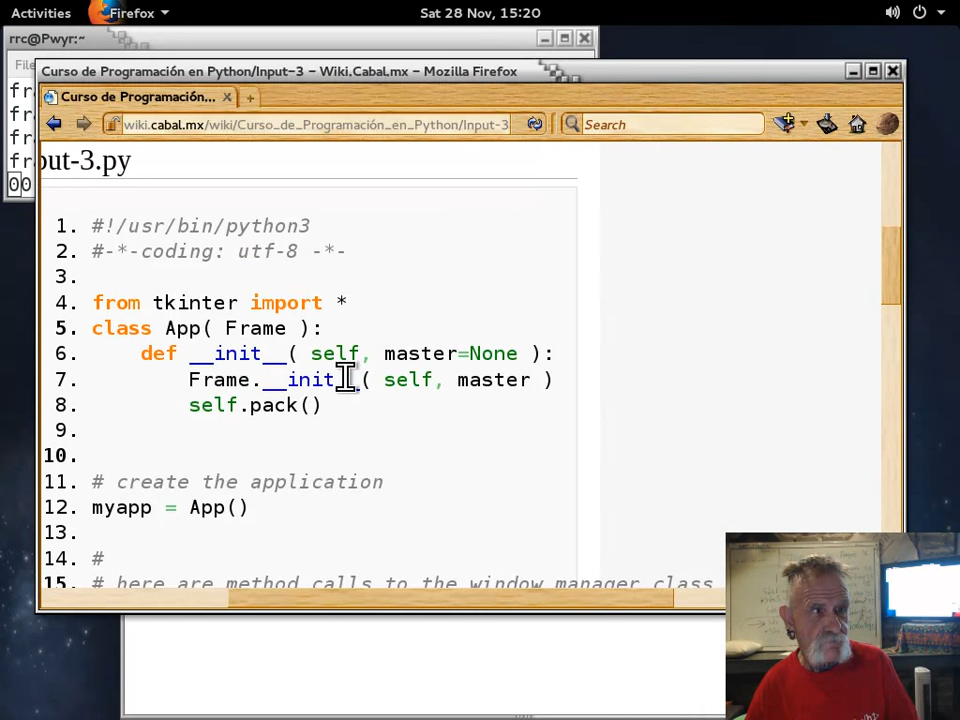 Activities Firefox Sat 28 Nov, 15:20
rrc@Pwyr:~
File
Curso de Programación en Python/Input-3 – Wiki.Cabal.mx – Mozilla Firefox
Curso de Programación...
wiki.cabal.mx/wiki/Curso_de_Programación_en_Python/Input-3
Search
put-3.py
1. #!/usr/bin/python3
2. #-*-coding: utf-8 -*-
3.
4. from tkinter import *
5. class App( Frame ):
6. def __init__( self, master=None ):
7. Frame.__init__( self, master )
8. self.pack()
9.
10.
11. # create the application
12. myapp = App()
13.
14. #
15. # here are method calls to the window manager class